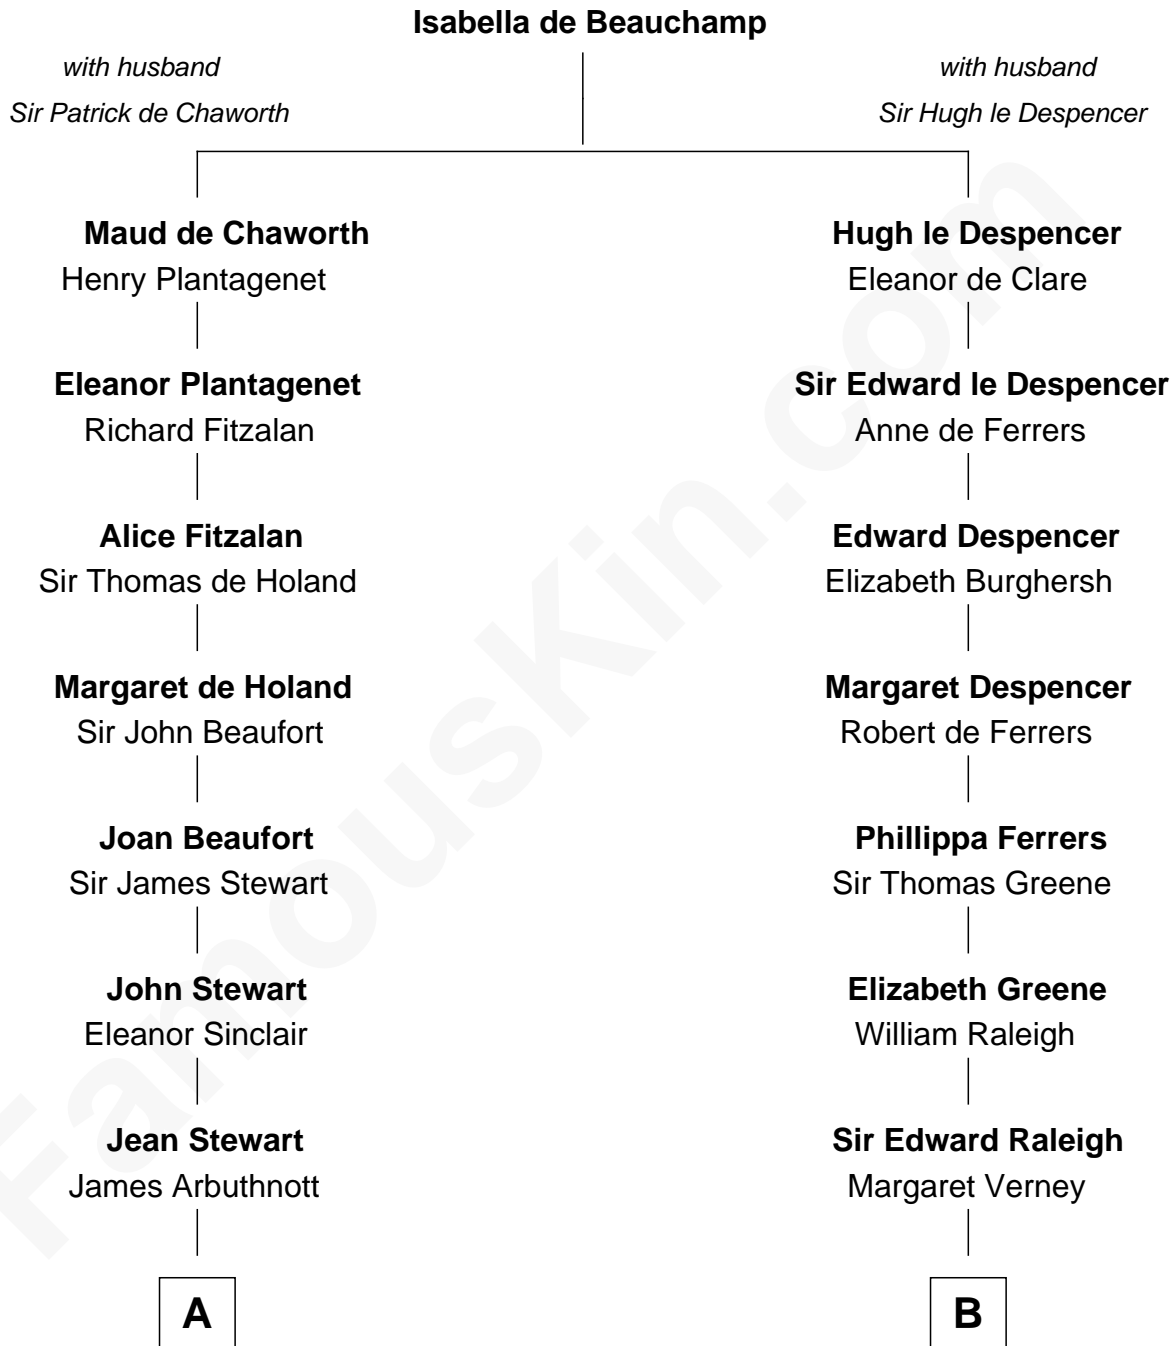 Isabella de Beauchamp
with husband
Sir Patrick de Chaworth
with husband
Sir Hugh le Despencer
Maud de Chaworth
Henry Plantagenet
Hugh le Despencer
Eleanor de Clare
Eleanor Plantagenet
Richard Fitzalan
Sir Edward le Despencer
Anne de Ferrers
Alice Fitzalan
Sir Thomas de Holand
Edward Despencer
Elizabeth Burghersh
Margaret de Holand
Sir John Beaufort
Margaret Despencer
Robert de Ferrers
Joan Beaufort
Sir James Stewart
Phillippa Ferrers
Sir Thomas Greene
John Stewart
Eleanor Sinclair
Elizabeth Greene
William Raleigh
Jean Stewart
James Arbuthnott
Sir Edward Raleigh
Margaret Verney
A
B
FamousKin.com